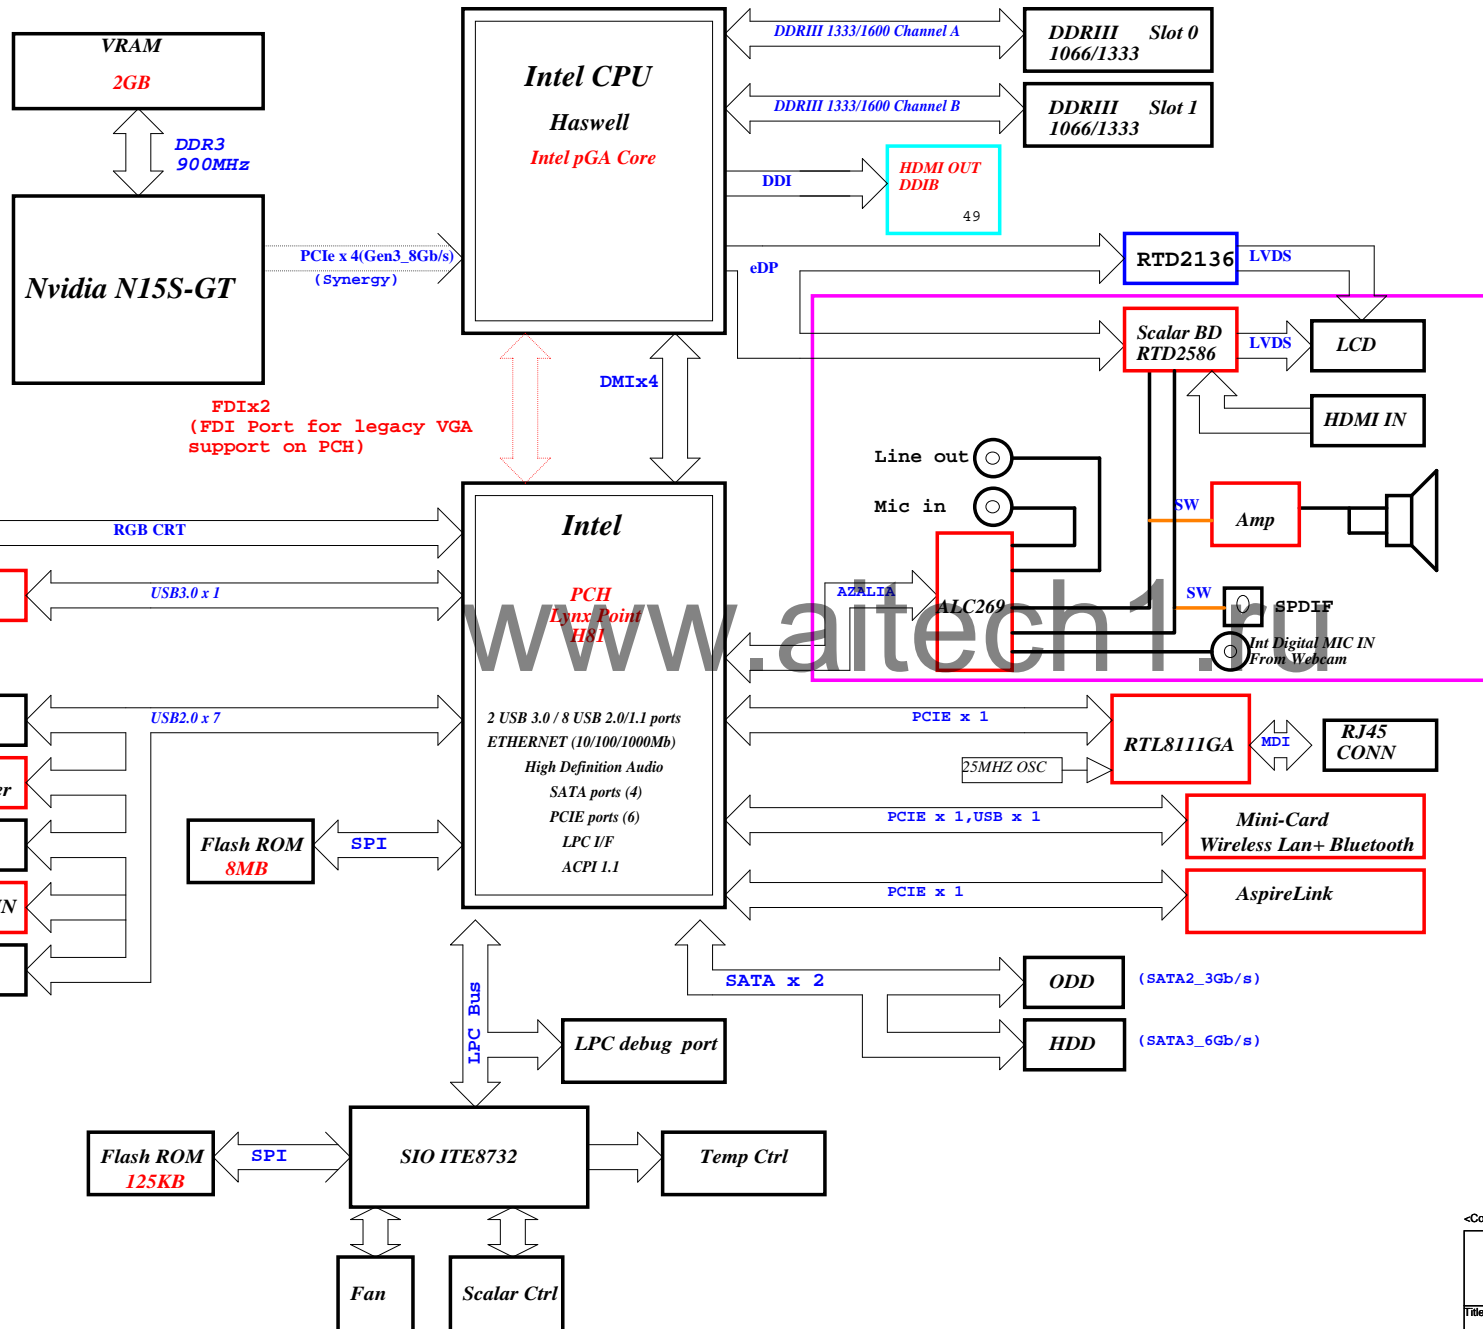 VRAM
2GB
DDR3
900MHz
Nvidia N15S-GT
PCIe x 4(Gen3_8Gb/s)
(Synergy)
Intel CPU
Haswell
Intel pGA Core
DDRIII 1333/1600 Channel A
DDRIII Slot 0
1066/1333
DDRIII 1333/1600 Channel B
DDRIII Slot 1
1066/1333
DDI
HDMI OUT
DDIB
49
eDP
RTD2136
LVDS
Scalar BD
RTD2586
LVDS
LCD
HDMI IN
FDIx2
(FDI Port for legacy VGA
support on PCH)
DMIx4
Line out
Mic in
SW
Amp
RGB CRT
USB3.0 x 1
Intel
PCH
Lynx Point
H81
AZALIA
ALC269
SW
SPDIF
Int Digital MIC IN
From Webcam
www.aitech1.ru
USB2.0 x 7
2 USB 3.0 / 8 USB 2.0/1.1 ports
ETHERNET (10/100/1000Mb)
High Definition Audio
SATA ports (4)
PCIE ports (6)
LPC I/F
ACPI 1.1
PCIE x 1
RTL8111GA
25MHZ OSC
MDI
RJ45
CONN
er
Flash ROM
8MB
SPI
PCIE x 1,USB x 1
Mini-Card
Wireless Lan+ Bluetooth
IN
PCIE x 1
AspireLink
SATA x 2
ODD
(SATA2_3Gb/s)
HDD
(SATA3_6Gb/s)
LPC Bus
LPC debug port
Flash ROM
125KB
SPI
SIO ITE8732
Temp Ctrl
Fan
Scalar Ctrl
<Co
Title